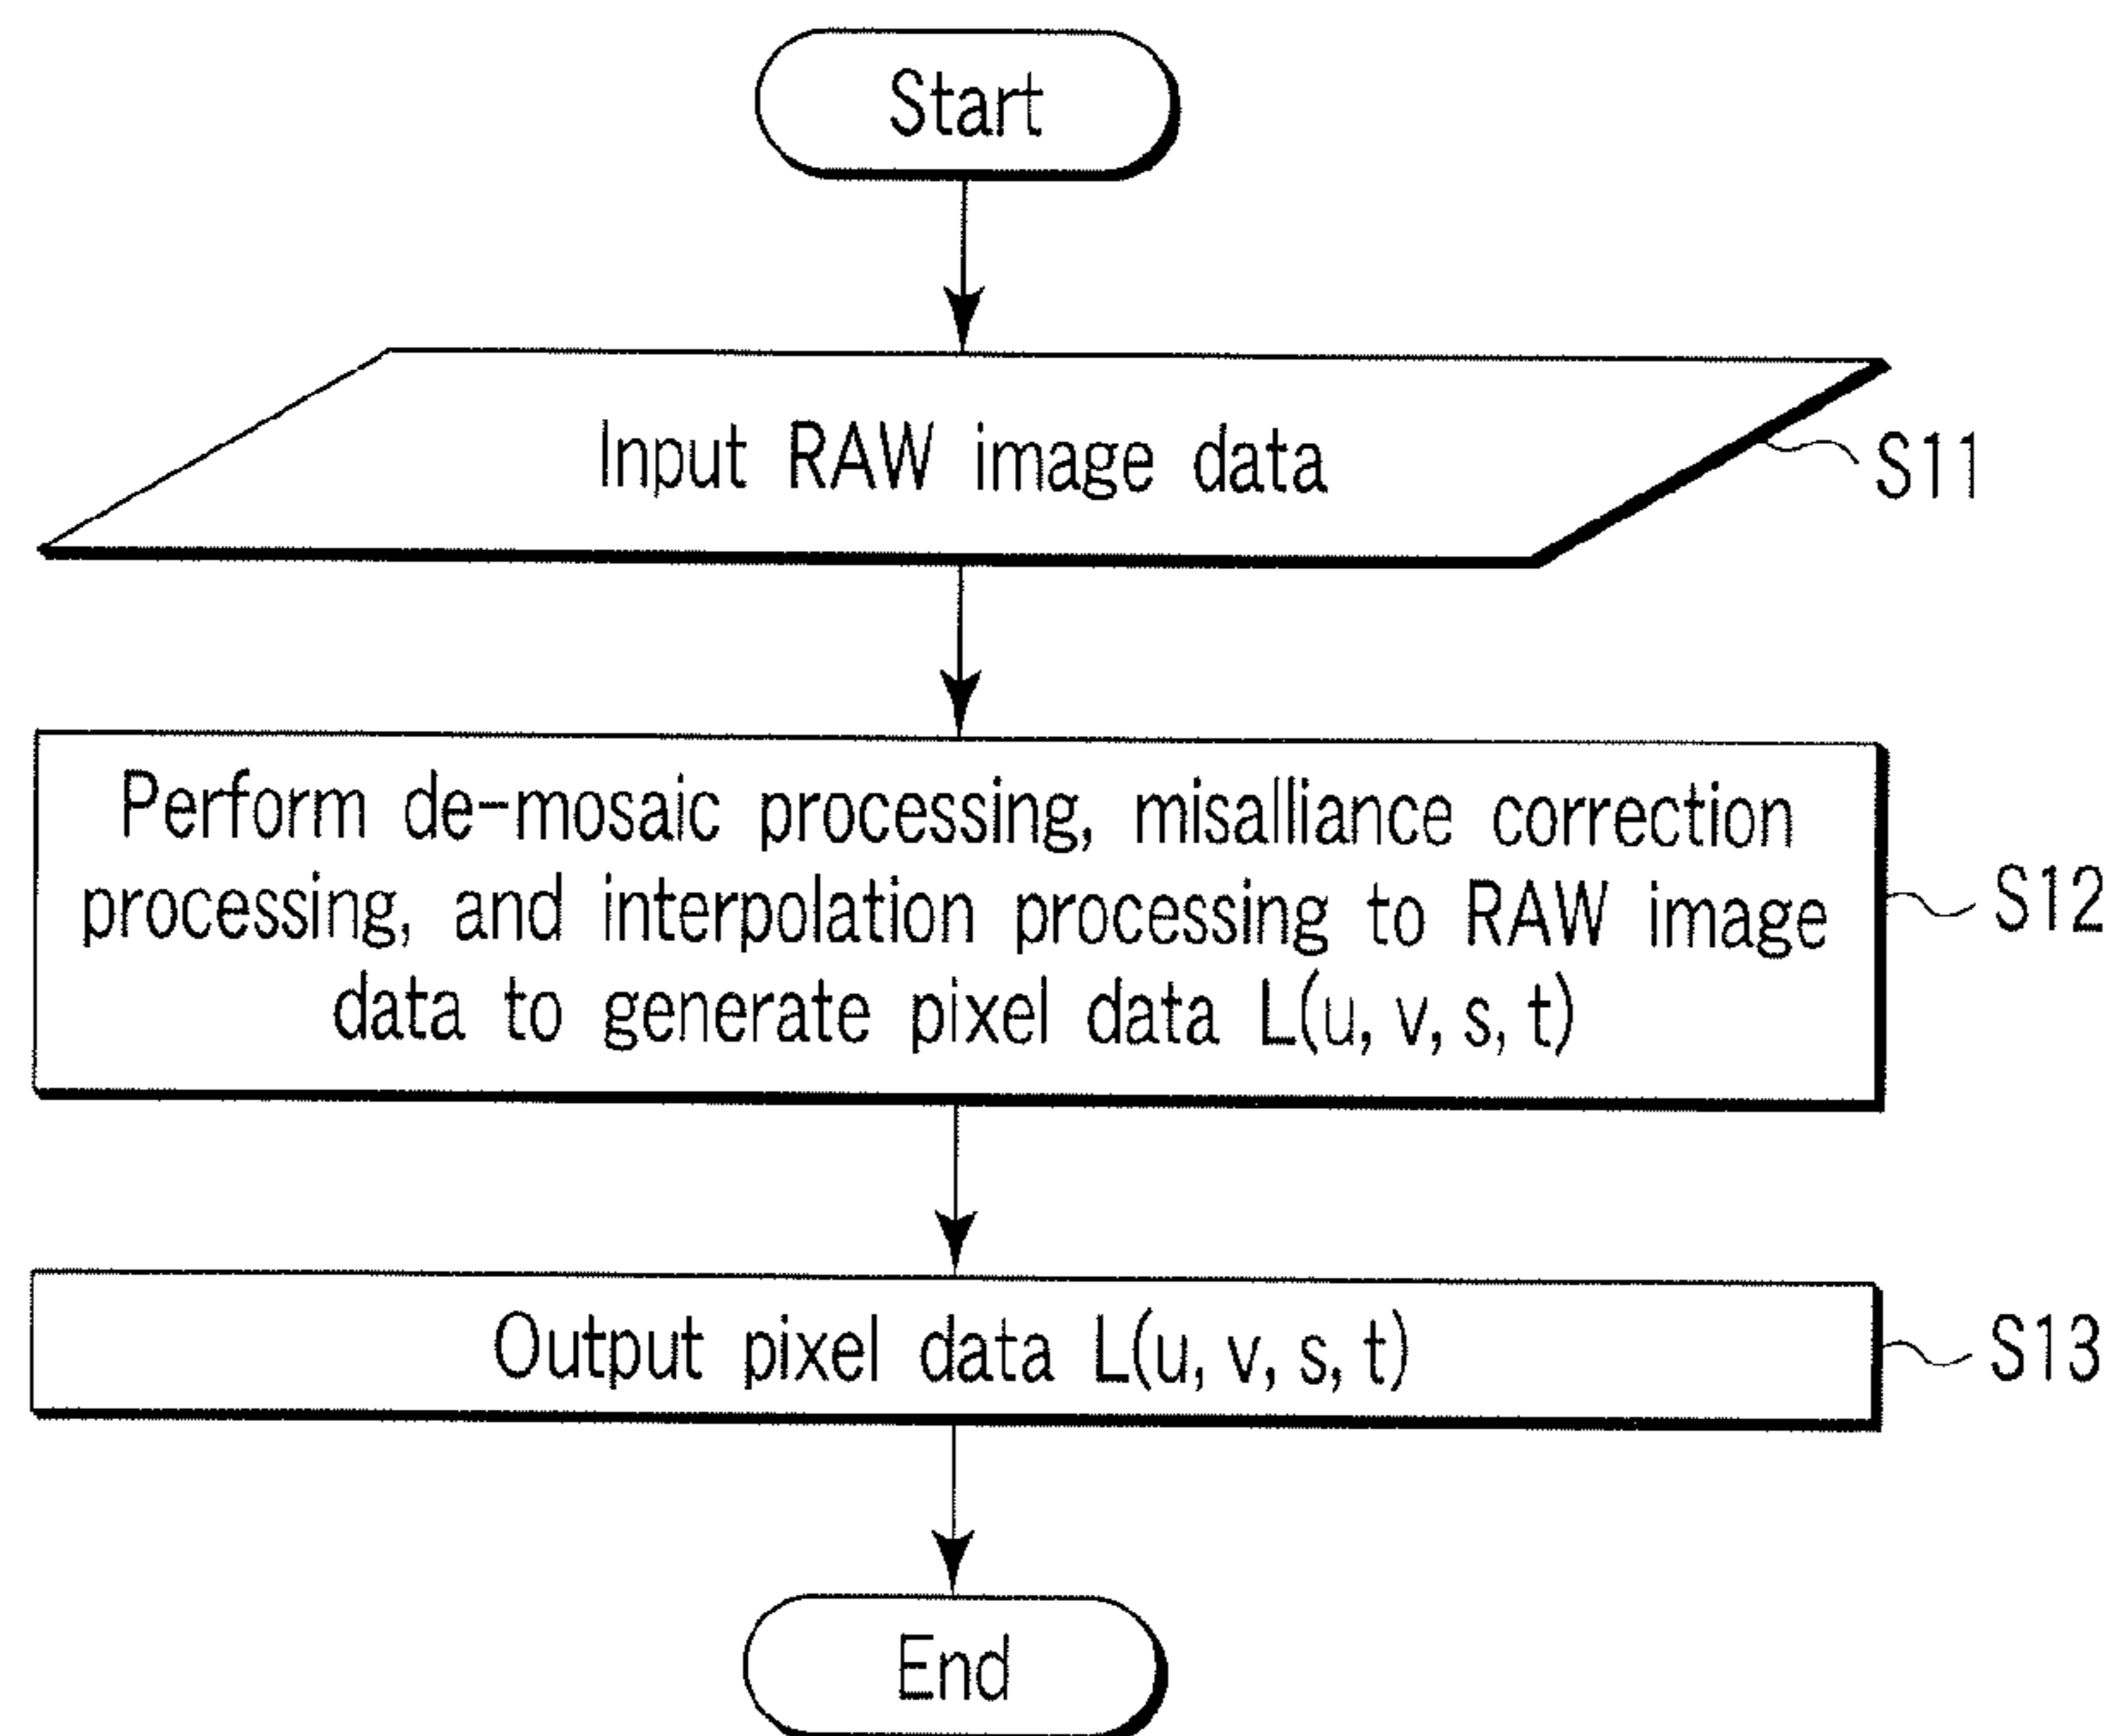 Start
Input RAW image data
S11
Perform de-mosaic processing, misalliance correction
processing, and interpolation processing to RAW image
data to generate pixel data L(u, v, s, t)
S12
Output pixel data L(u, v, s, t)
S13
End